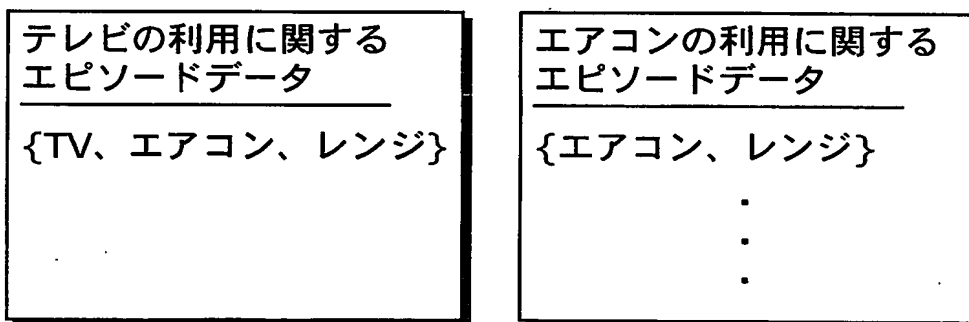 テレビの利用に関する
エピソードデータ
{TV、エアコン、レンジ}
エアコンの利用に関する
エピソードデータ
{エアコン、レンジ}